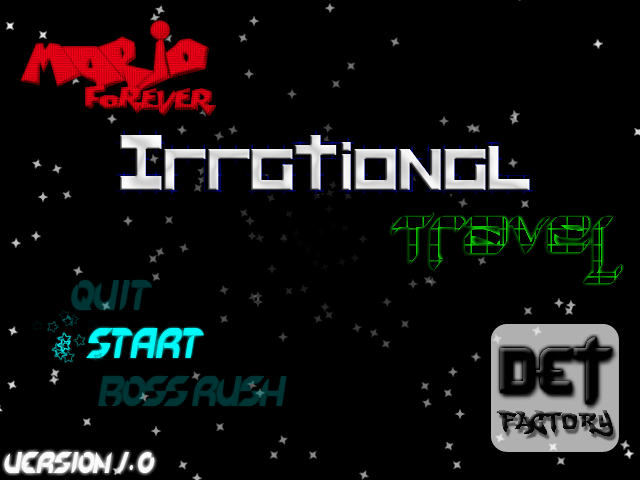 Mario
Forever
Irrational
Travel
QUIT
START
BOSS RUSH
DET
FACTORY
VERSION 1.0